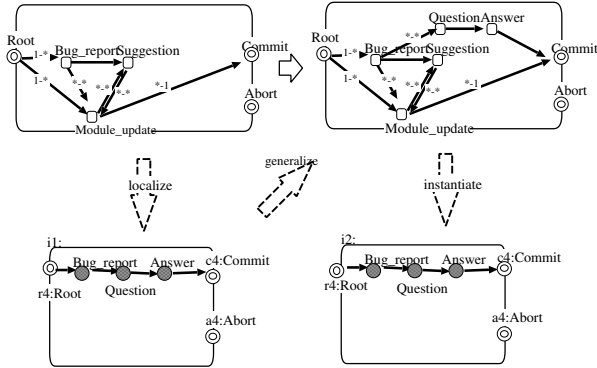 QuestionAnswer
Root
Bug_report
Suggestion
Commit
1-*
*-*
1-*
*-*
*-*
*-*
*-1
Abort
Module_update
Root
Bug_report
Suggestion
Commit
1-*
*-*
1-*
*-*
*-*
*-*
*-1
Abort
Module_update
localize
generalize
instantiate
i1:
Bug_report
Answer
c4:Commit
r4:Root
Question
a4:Abort
i2:
Bug_report
Answer
c4:Commit
r4:Root
Question
a4:Abort